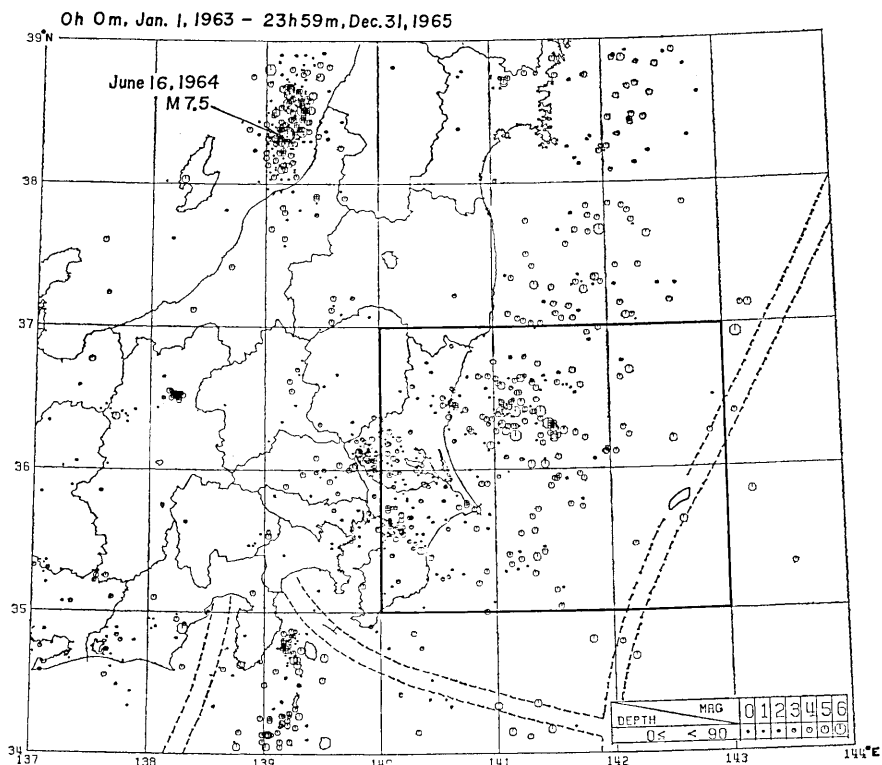 0h 0m, Jan. 1, 1963 – 23h 59m, Dec. 31, 1965
39°N
June 16, 1964
M 7.5
38
37
36
35
34
137
138
139
140
141
142
143
144°E
MAG 0 1 2 3 4 5 6
DEPTH
0≤ < 90